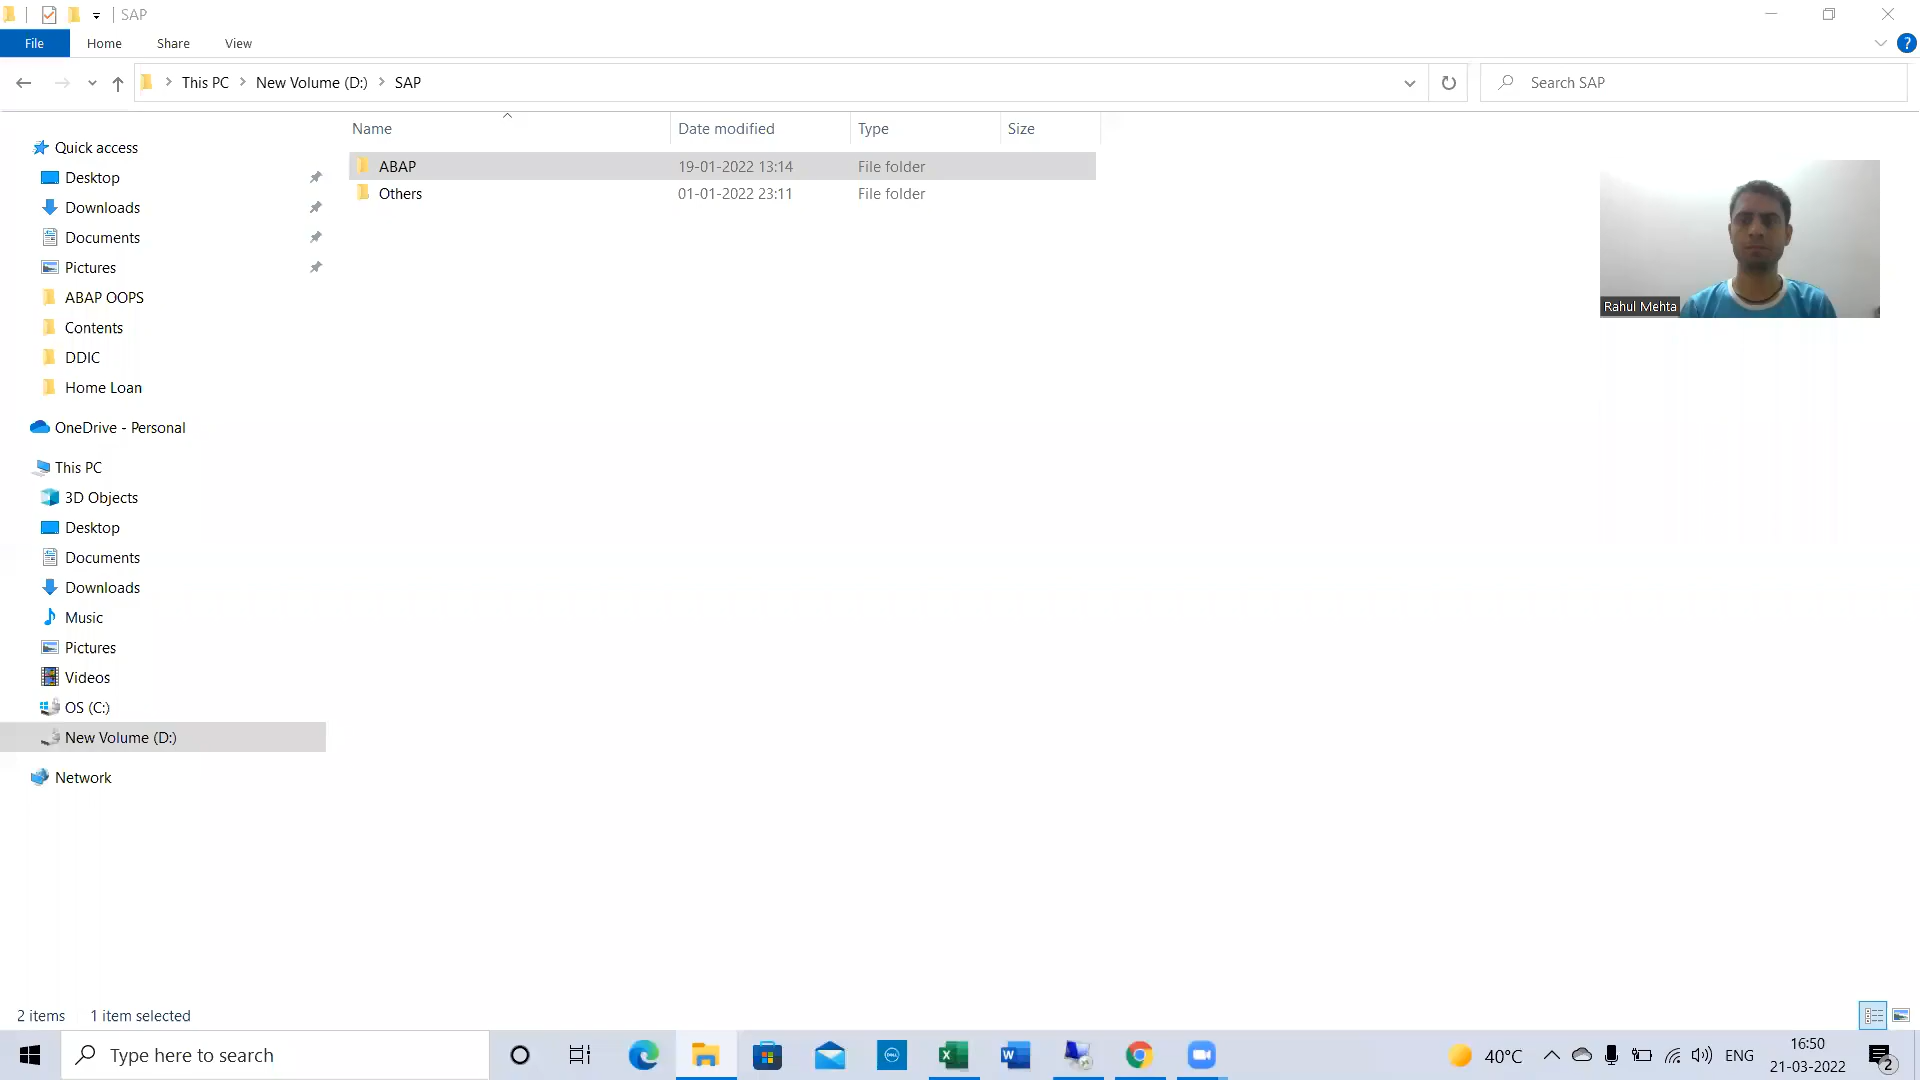 SAP
File Home Share View
This PC New Volume (D:) SAP
Search SAP
Name Date modified Type Size
ABAP 19-01-2022 13:14 File folder
Others 01-01-2022 23:11 File folder
Quick access
Desktop
Downloads
Documents
Pictures
ABAP OOPS
Contents
DDIC
Home Loan
OneDrive - Personal
This PC
3D Objects
Desktop
Documents
Downloads
Music
Pictures
Videos
OS (C:)
New Volume (D:)
Network
Rahul Mehta
2 items 1 item selected
Type here to search
DELL
40°C
ENG
16:50
21-03-2022
2